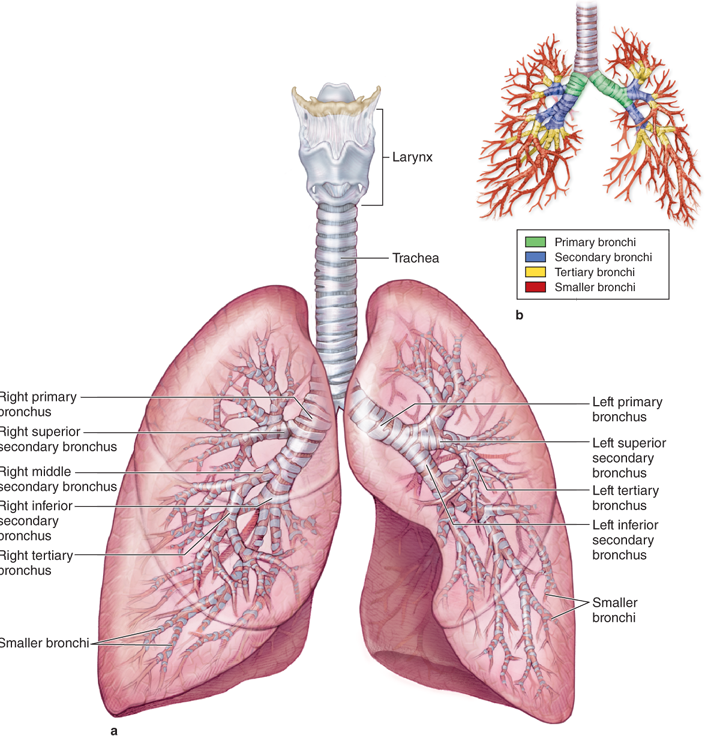 Larynx
Trachea
Primary bronchi
Secondary bronchi
Tertiary bronchi
Smaller bronchi
b
Right primary
bronchus
Right superior
secondary bronchus
Right middle
secondary bronchus
Right inferior
secondary
bronchus
Right tertiary
bronchus
Smaller bronchi
Left primary
bronchus
Left superior
secondary
bronchus
Left tertiary
bronchus
Left inferior
secondary
bronchus
Smaller
bronchi
a